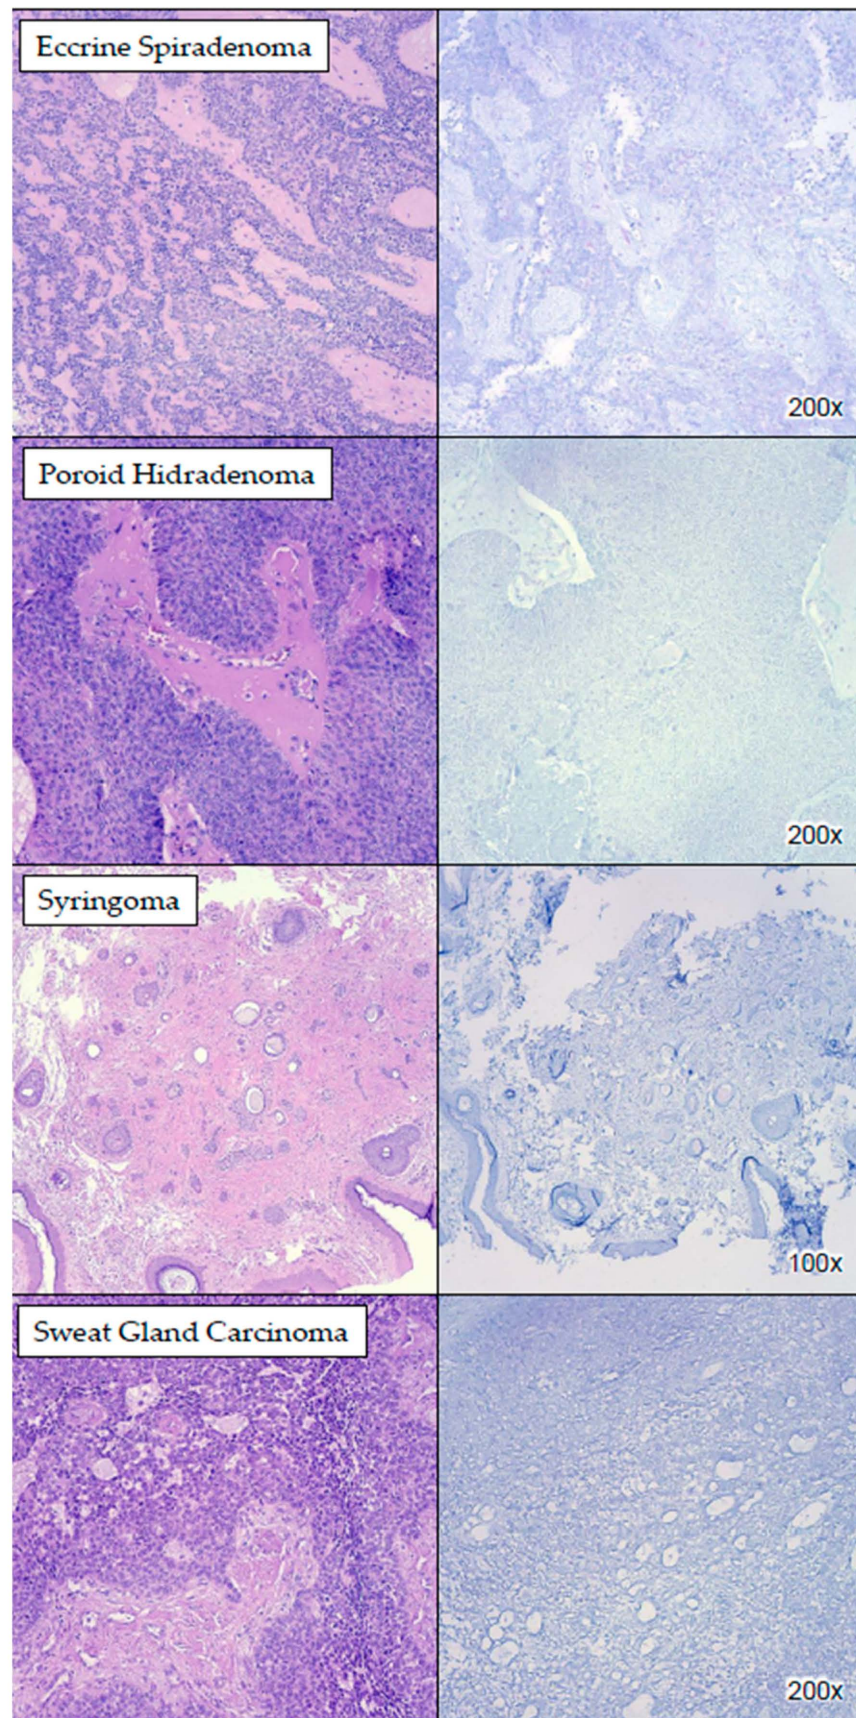 Eccrine Spiradenoma
200x
Poroid Hidradenoma
200x
Syringoma
100x
Sweat Gland Carcinoma
200x